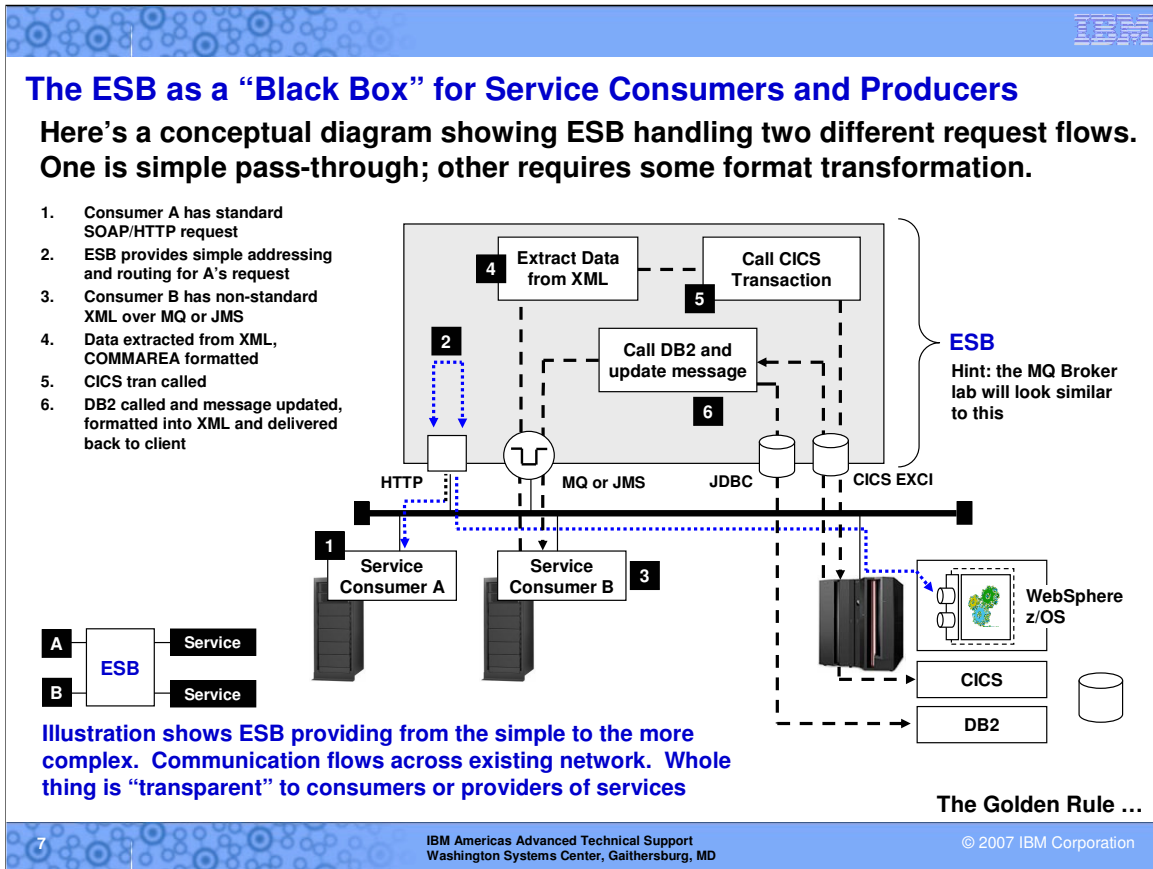 IBM
The ESB as a “Black Box” for Service Consumers and Producers
Here’s a conceptual diagram showing ESB handling two different request flows.
One is simple pass-through; other requires some format transformation.
1. Consumer A has standard
SOAP/HTTP request
2. ESB provides simple addressing
and routing for A’s request
3. Consumer B has non-standard
XML over MQ or JMS
4. Data extracted from XML,
COMMAREA formatted
5. CICS tran called
6. DB2 called and message updated,
formatted into XML and delivered
back to client
4
Extract Data
from XML
Call CICS
Transaction
5
2
Call DB2 and
update message
6
ESB
Hint: the MQ Broker
lab will look similar
to this
HTTP
MQ or JMS
JDBC
CICS EXCI
1
Service
Consumer A
Service
Consumer B
3
WebSphere
z/OS
CICS
DB2
A
ESB
Service
B
Service
Illustration shows ESB providing from the simple to the more
complex. Communication flows across existing network. Whole
thing is “transparent” to consumers or providers of services
The Golden Rule …
7
IBM Americas Advanced Technical Support
Washington Systems Center, Gaithersburg, MD
© 2007 IBM Corporation